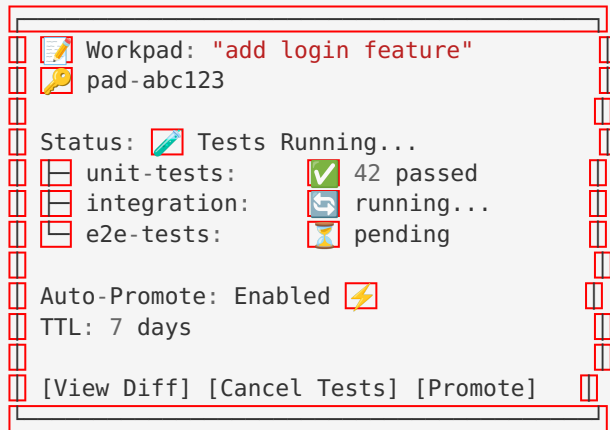 📝 Workpad: "add login feature"
🔑 pad-abc123
Status: 🧪 Tests Running...
├─ unit-tests: ✅ 42 passed
├─ integration: 🔄 running...
└─ e2e-tests: ⏳ pending
Auto-Promote: Enabled ⚡
TTL: 7 days
[View Diff] [Cancel Tests] [Promote]